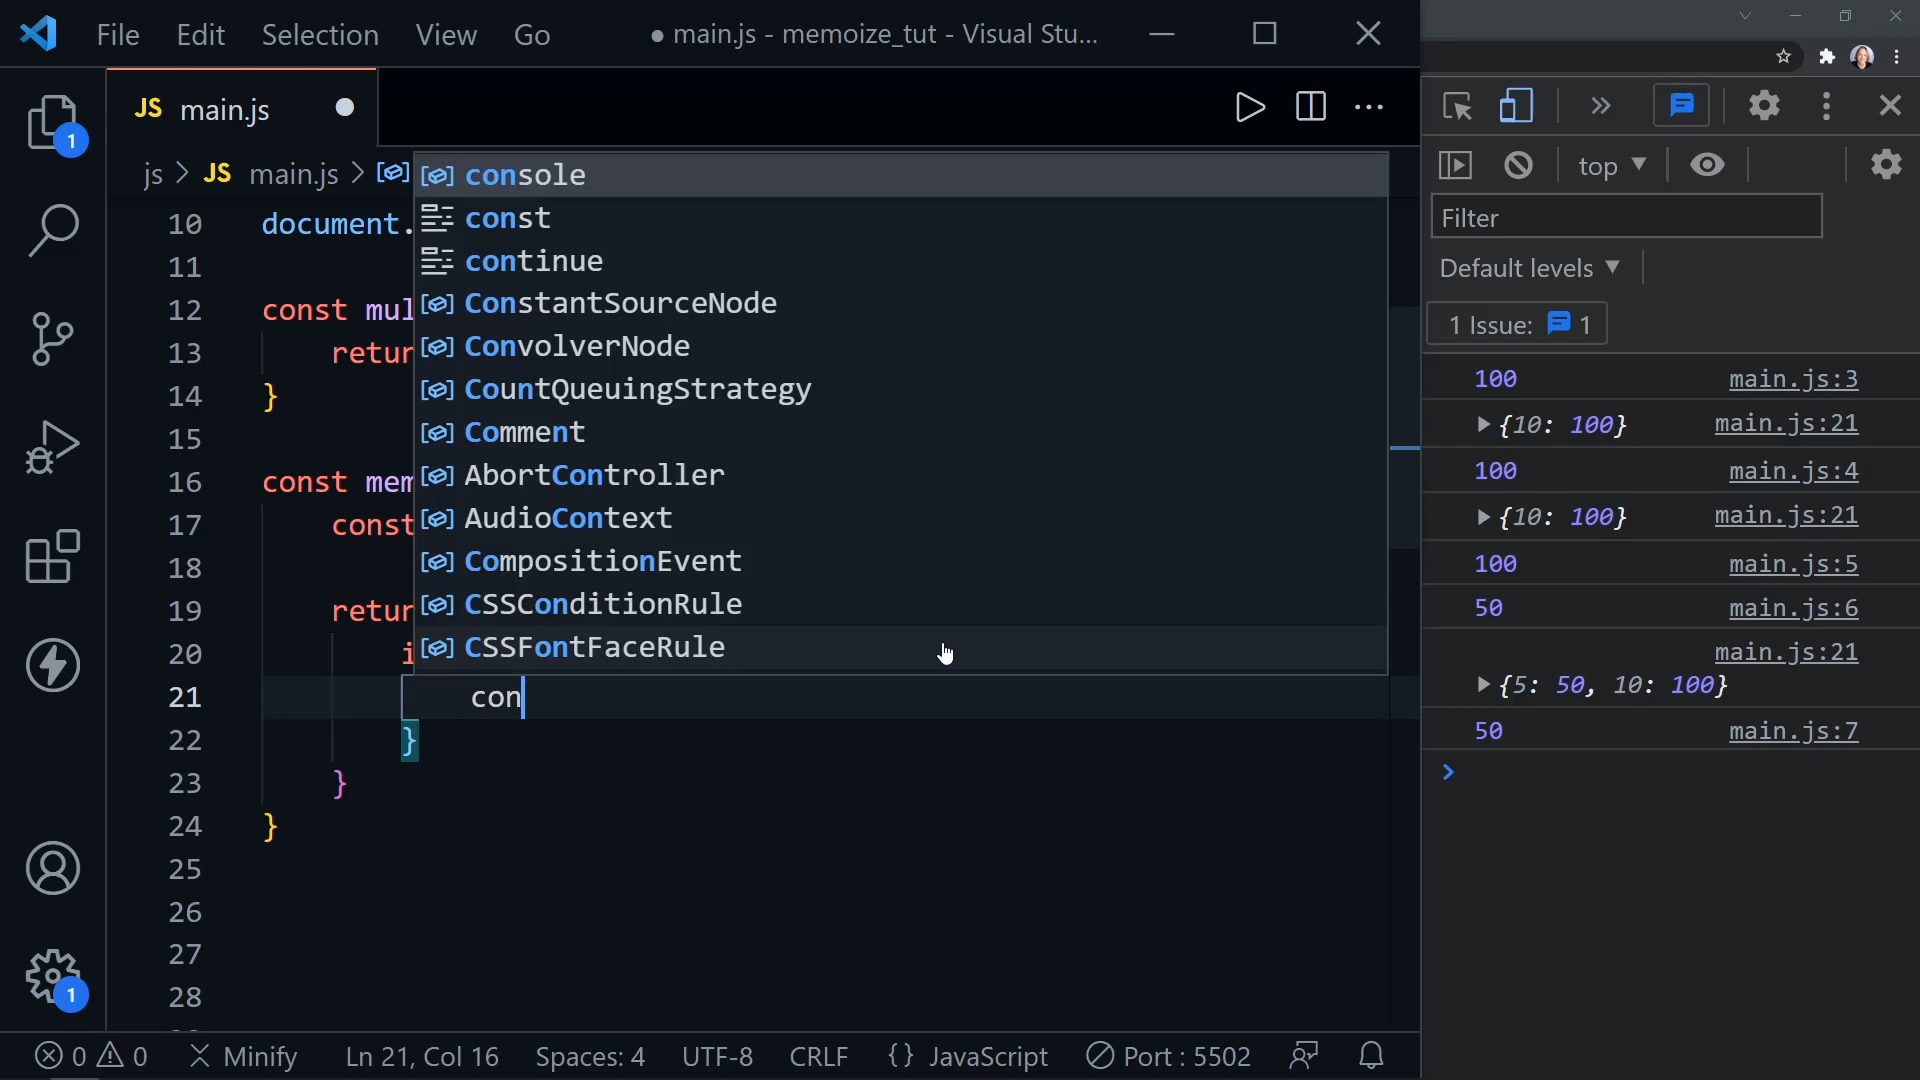 File Edit Selection View Go ● main.js - memoize_tut - Visual Stu...
JS main.js ●
js > JS main.js >
10 document.
11
12 const mul
13 retur
14 }
15
16 const mem
17 const
18
19 retur
20 i
21 con
22 }
23 }
24 }
25
26
27
28
console
const
continue
ConstantSourceNode
ConvolverNode
CountQueuingStrategy
Comment
AbortController
AudioContext
CompositionEvent
CSSConditionRule
CSSFontFaceRule
1
1
0 0 Minify Ln 21, Col 16 Spaces: 4 UTF-8 CRLF {} JavaScript Port : 5502
top ▼
Filter
Default levels ▼
1 Issue: 1
100 main.js:3
▶ {10: 100} main.js:21
100 main.js:4
▶ {10: 100} main.js:21
100 main.js:5
50 main.js:6
main.js:21
▶ {5: 50, 10: 100}
50 main.js:7
>